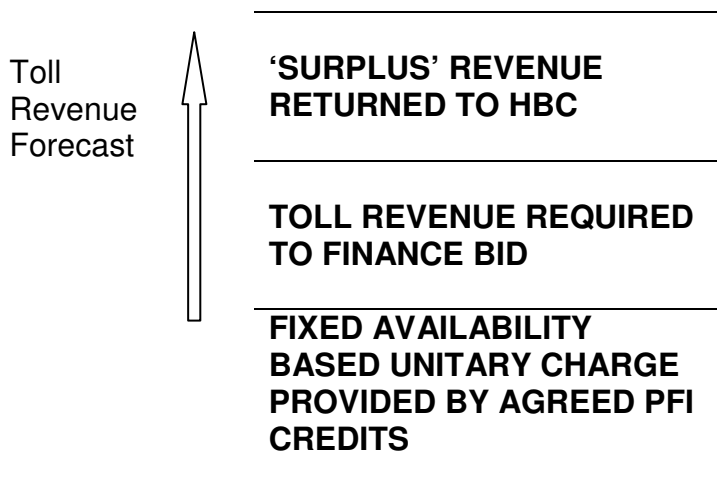 Toll
Revenue
Forecast
‘SURPLUS’ REVENUE
RETURNED TO HBC
TOLL REVENUE REQUIRED
TO FINANCE BID
FIXED AVAILABILITY
BASED UNITARY CHARGE
PROVIDED BY AGREED PFI
CREDITS